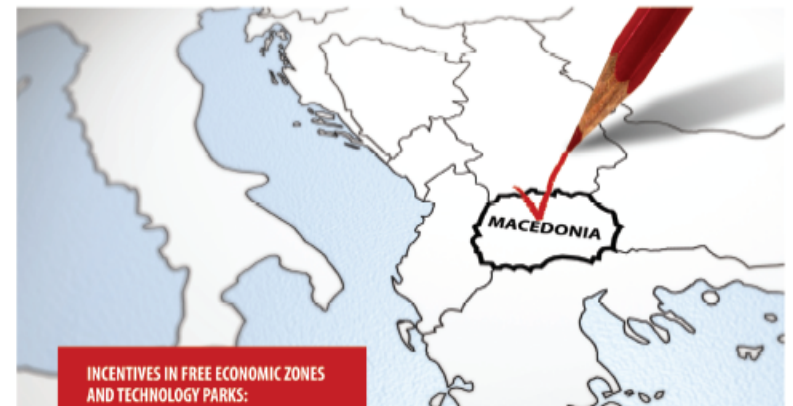 MACEDONIA
INCENTIVES IN FREE ECONOMIC ZONES
AND TECHNOLOGY PARKS: